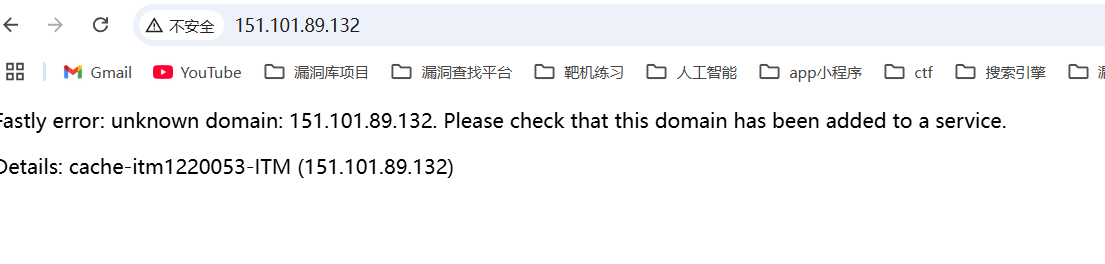 不安全 151.101.89.132
Gmail YouTube 漏洞库项目 漏洞查找平台 靶机练习 人工智能 app小程序 ctf 搜索引擎
Fastly error: unknown domain: 151.101.89.132. Please check that this domain has been added to a service.
Details: cache-itm1220053-ITM (151.101.89.132)